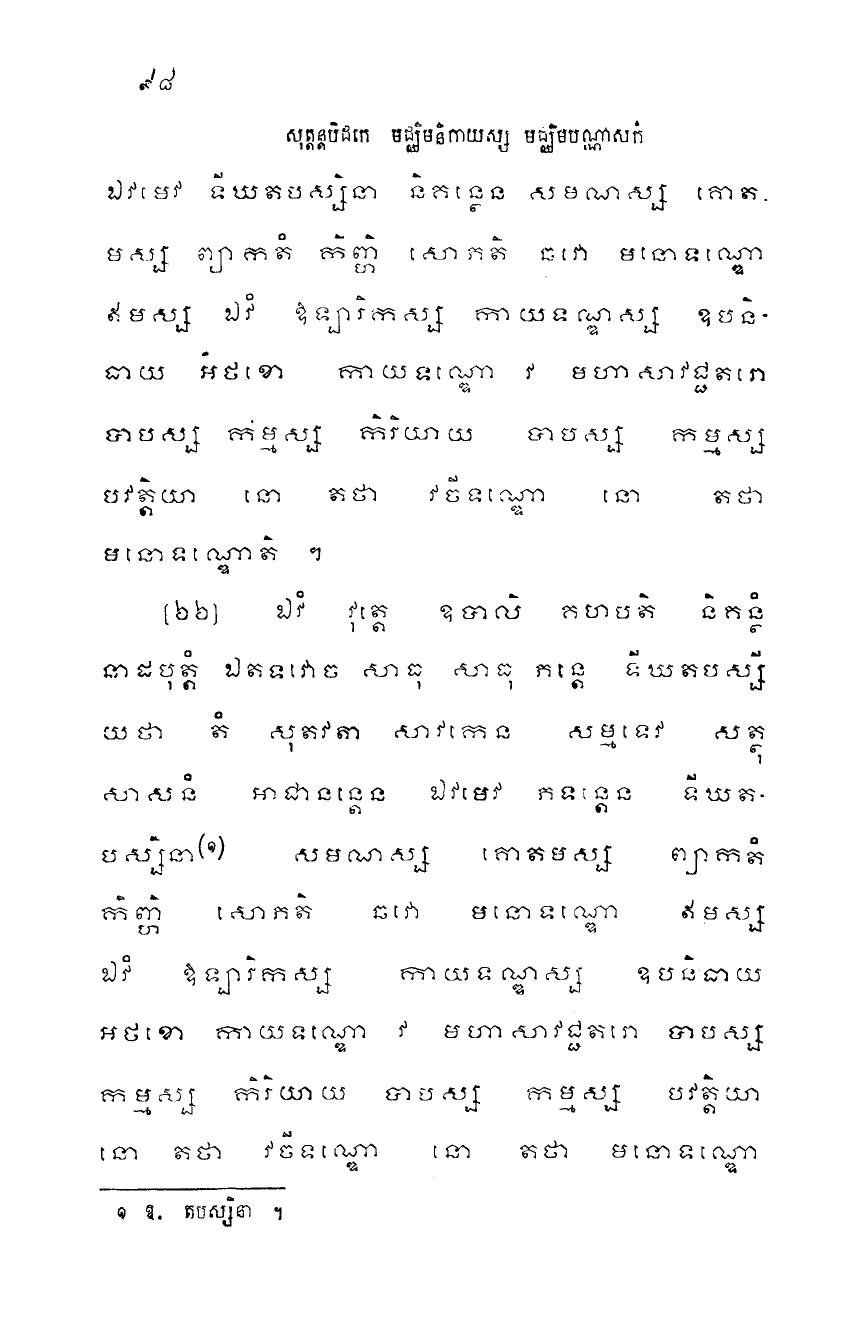 ៩៨
សុត្តន្តបិដកេ មជ្ឈិមនិកាយស្ស មជ្ឈិមបណ្ណាសកំ
ឯវមេវ ទីឃតបស្សិនា និគន្ថេន សមណស្ស គោត-
មស្ស ព្យាកតំ កិញ្ហិ សោភតិ ឆវោ មនោទណ្ឌោ
ឥមស្ស ឯវំ ឱឡារិកស្ស កាយទណ្ឌស្ស ឧបនិ-
ធាយ អថខោ កាយទណ្ឌោ វ មហាសាវជ្ជតរោ
បាបស្ស កម្មស្ស កិរិយាយ បាបស្ស កម្មស្ស
បវត្តិយា នោ តថា វចីទណ្ឌោ នោ តថា
មនោទណ្ឌោតិ ។
[៦៦] ឯវំ វុត្តេ ឧបាលិ គហបតិ និគន្ថំ
នាដបុត្តំ ឯតទវោច សាធុ សាធុ ភន្តេ ទីឃតបស្សី
យថា តំ សុតវតា សាវកេន សម្មទេវ សត្ថុ
សាសនំ អាជានន្តេន ឯវមេវ ភទន្តេន ទីឃត-
បស្សិនា(១) សមណស្ស គោតមស្ស ព្យាកតំ
កិញ្ហិ សោភតិ ឆវោ មនោទណ្ឌោ ឥមស្ស
ឯវំ ឱឡារិកស្ស កាយទណ្ឌស្ស ឧបនិធាយ
អថខោ កាយទណ្ឌោ វ មហាសាវជ្ជតរោ បាបស្ស
កម្មស្ស កិរិយាយ បាបស្ស កម្មស្ស បវត្តិយា
នោ តថា វចីទណ្ឌោ នោ តថា មនោទណ្ឌោ
១ ឱ. តបស្សិនា ។